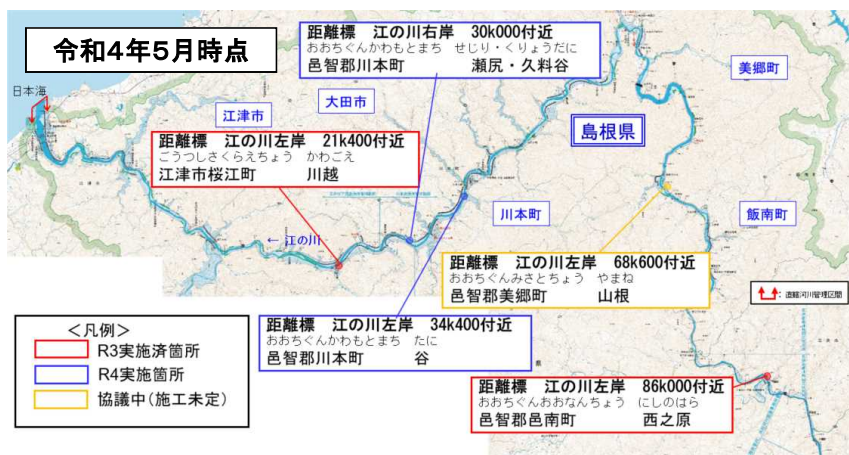 令和4年5月時点
距離標　江の川右岸　30k000付近
おおちぐんかわもとまち　せじり・くりょうだに
邑智郡川本町　瀬尻・久料谷
美郷町
日本海
江津市
大田市
島根県
距離標　江の川左岸　21k400付近
ごうつしさくらえちょう　かわごえ
江津市桜江町　川越
川本町
飯南町
← 江の川
距離標　江の川左岸　68k600付近
おおちぐんみさとちょう　やまね
邑智郡美郷町　山根
：直轄河川管理区間
距離標　江の川左岸　34k400付近
おおちぐんかわもとまち　たに
邑智郡川本町　谷
＜凡例＞
R3実施済箇所
R4実施箇所
協議中（施工未定）
距離標　江の川左岸　86k000付近
おおちぐんおおなんちょう　にしのはら
邑智郡邑南町　西之原